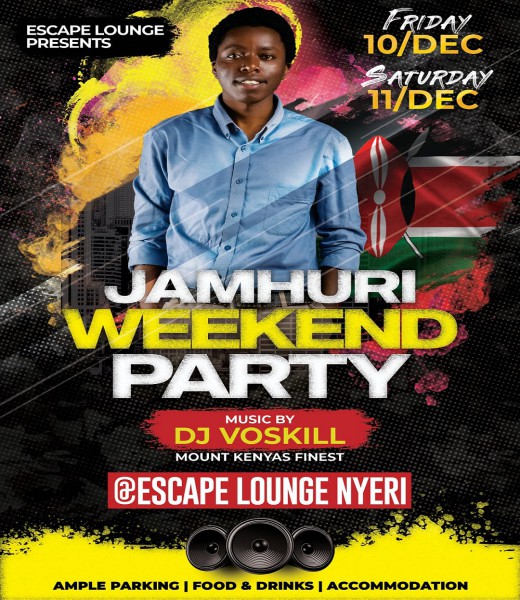 ESCAPE LOUNGE
PRESENTS
FRIDAY
10/DEC
SATURDAY
11/DEC
JAMHURI
WEEKEND
PARTY
MUSIC BY
DJ VOSKILL
MOUNT KENYAS FINEST
@ESCAPE LOUNGE NYERI
AMPLE PARKING | FOOD & DRINKS | ACCOMMODATION